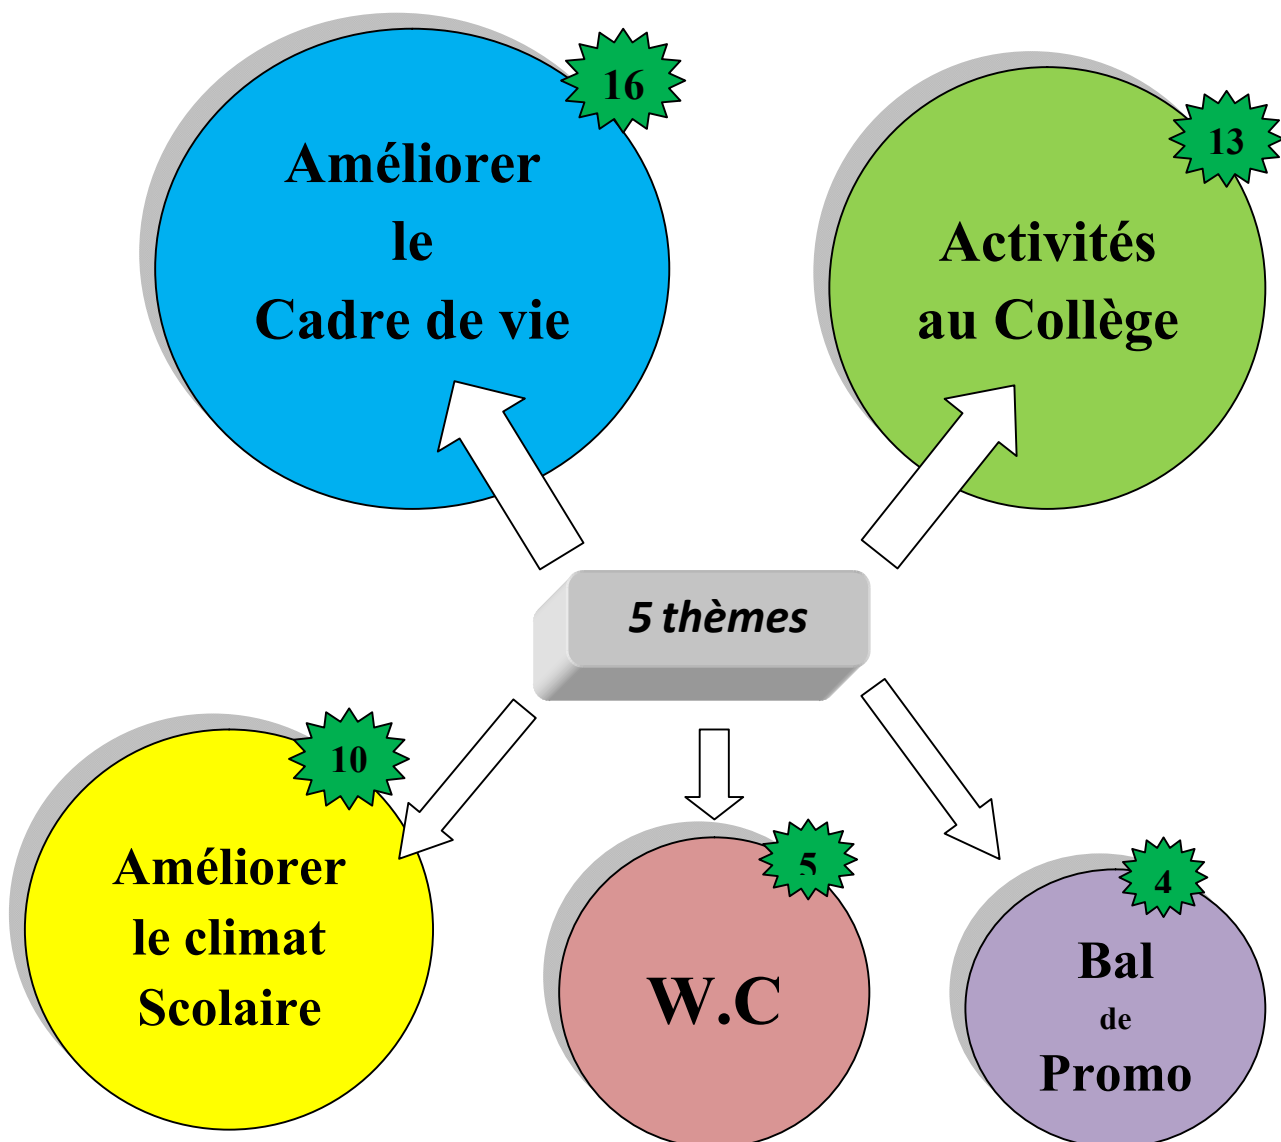 16
Améliorer
le
Cadre de vie
13
Activités
au Collège
5 thèmes
10
Améliorer
le climat
Scolaire
5
W.C
4
Bal
de
Promo